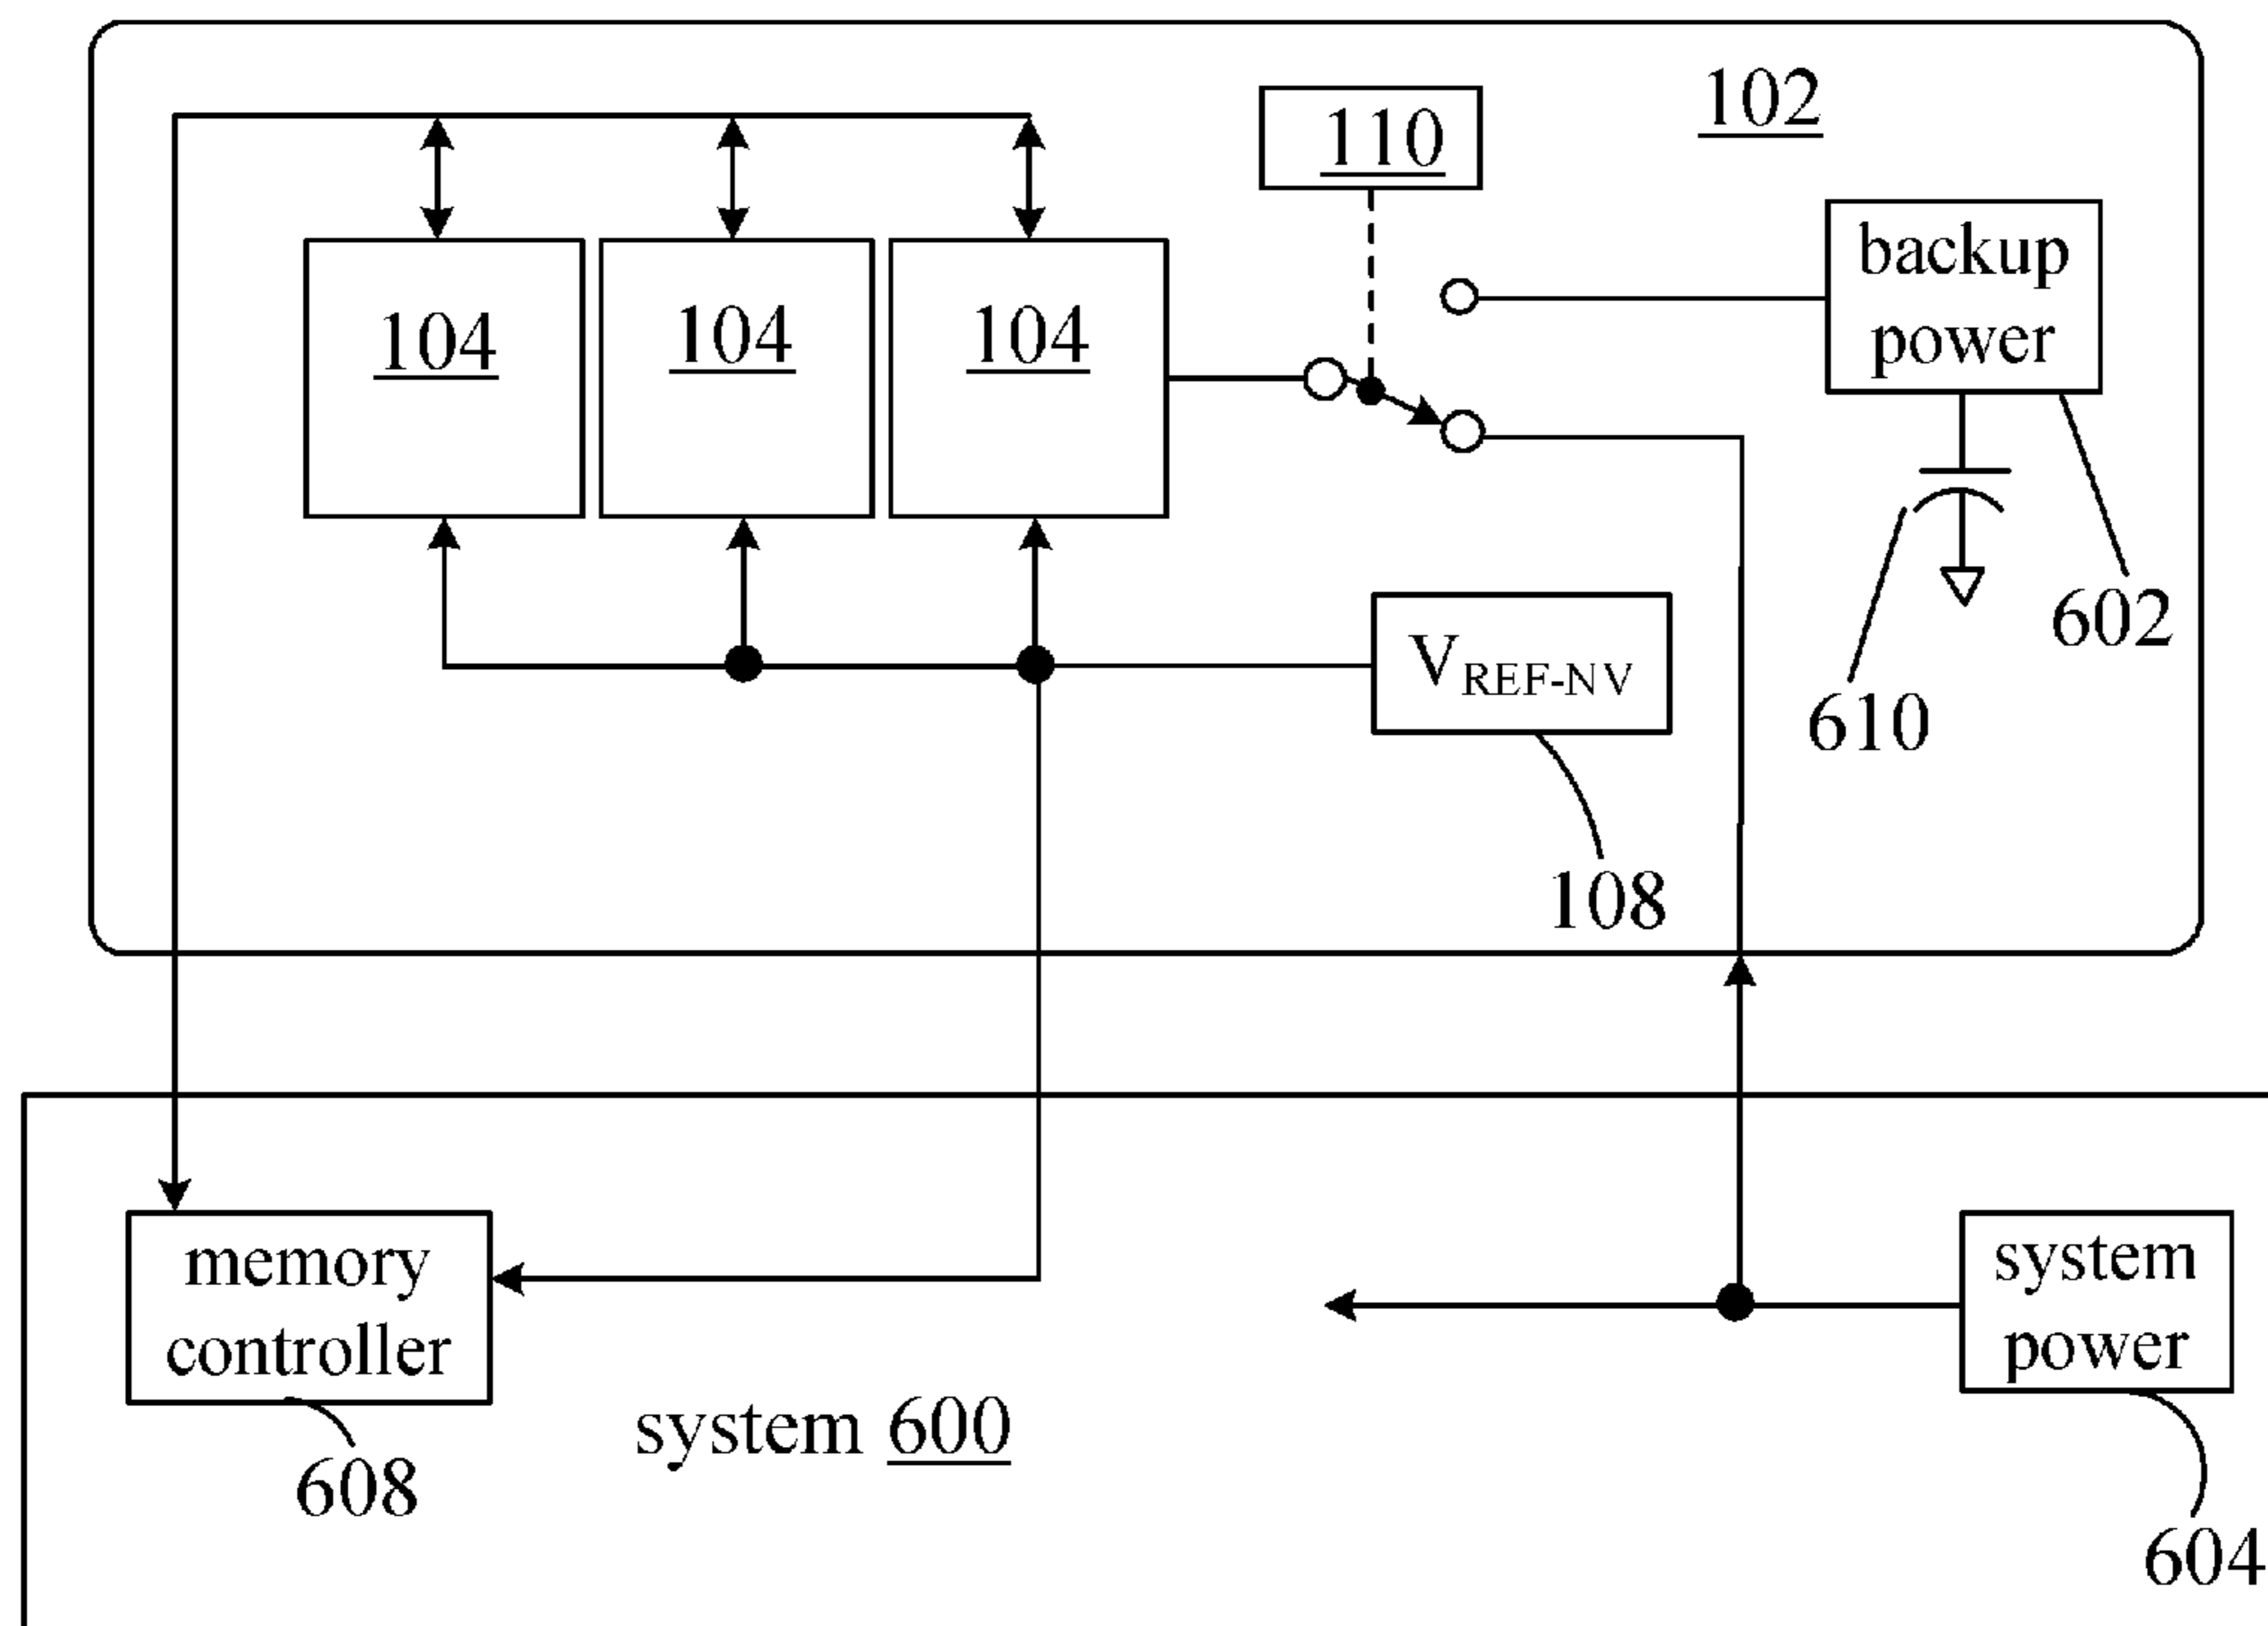 102
110
backup
power
104
104
104
602
V REF-NV
610
108
memory
controller
system
power
system 600
608
604